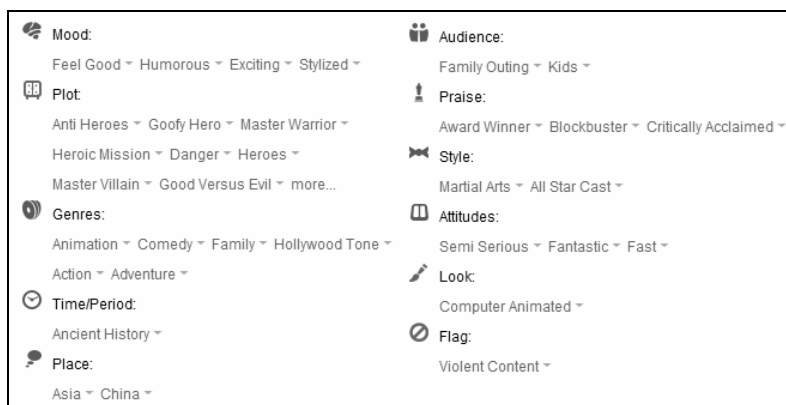 Mood:
Feel Good Humorous Exciting Stylized
Plot:
Anti Heroes Goofy Hero Master Warrior
Heroic Mission Danger Heroes
Master Villain Good Versus Evil more...
Genres:
Animation Comedy Family Hollywood Tone
Action Adventure
Time/Period:
Ancient History
Place:
Asia China
Audience:
Family Outing Kids
Praise:
Award Winner Blockbuster Critically Acclaimed
Style:
Martial Arts All Star Cast
Attitudes:
Semi Serious Fantastic Fast
Look:
Computer Animated
Flag:
Violent Content